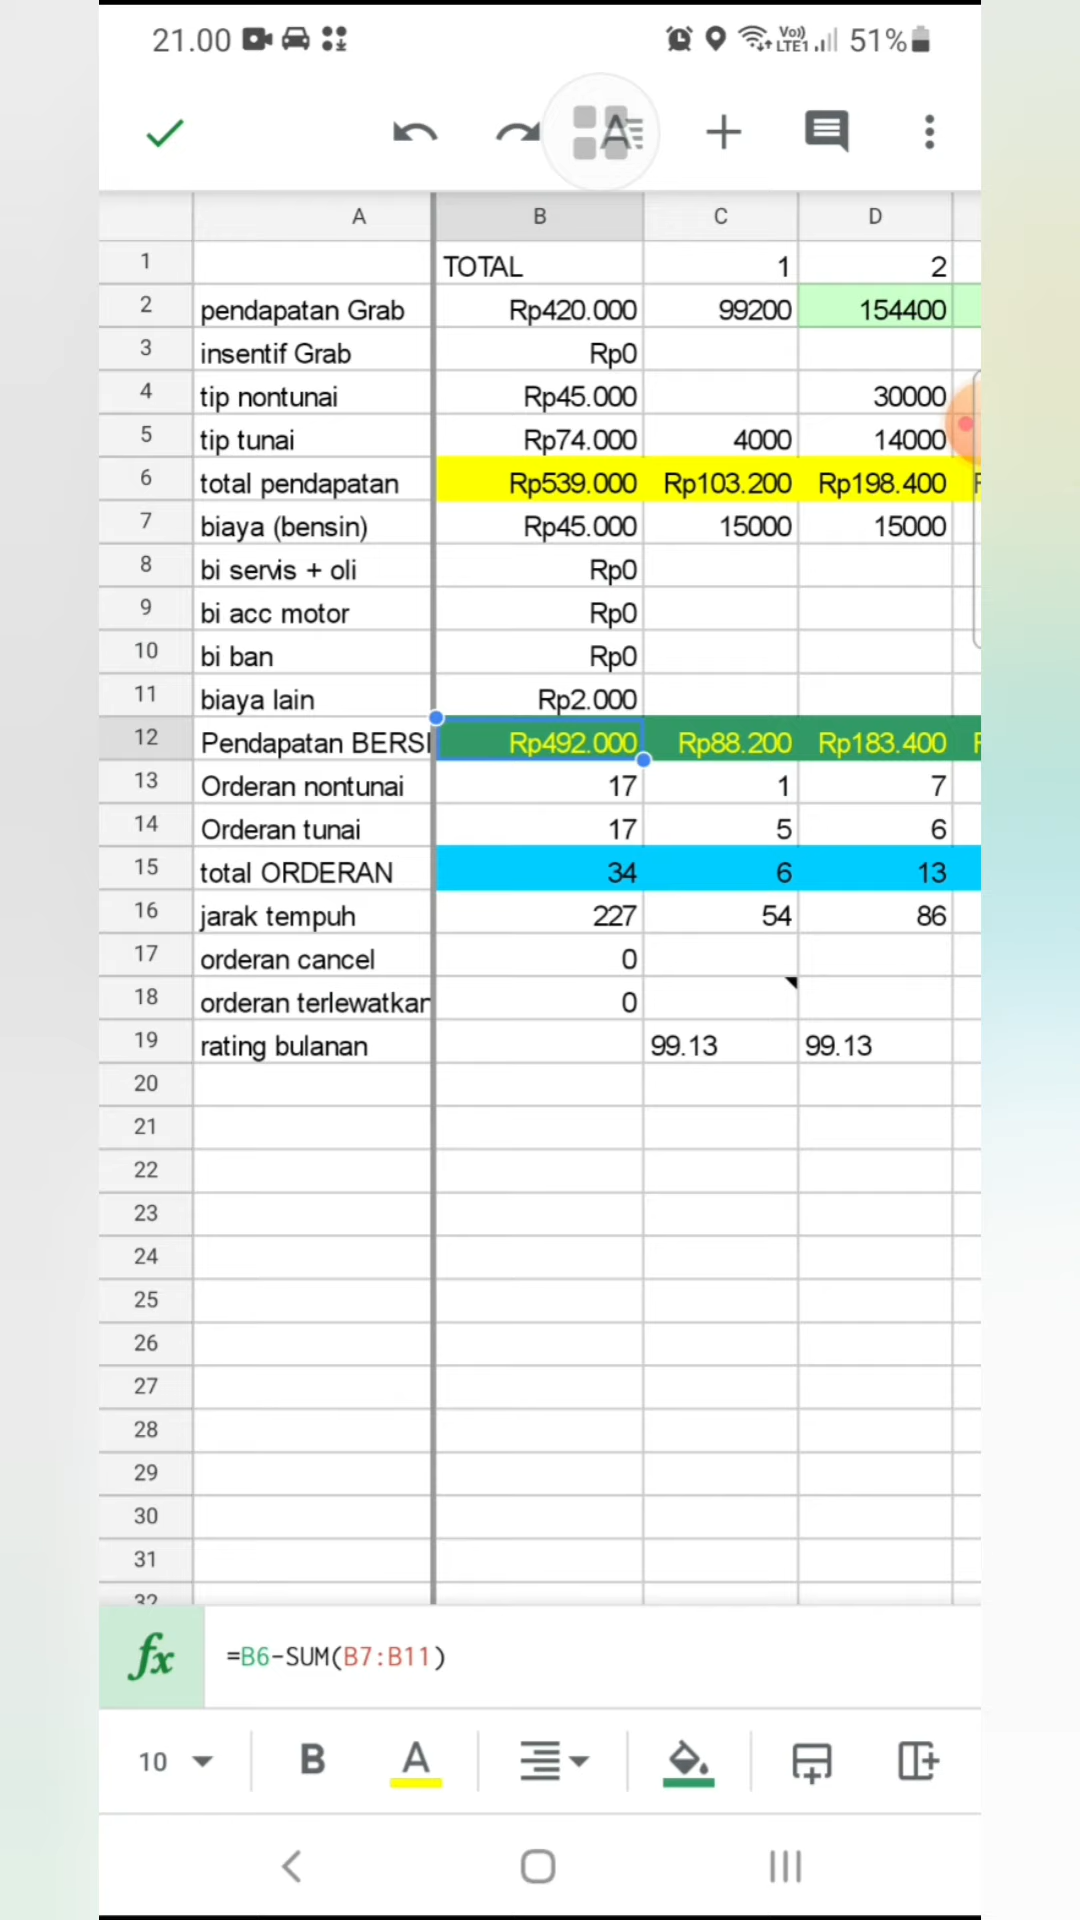 21.00 Vo)) LTE1 51%
A B C D
1 TOTAL 1 2
2 pendapatan Grab Rp420.000 99200 154400
3 insentif Grab Rp0
4 tip nontunai Rp45.000 30000
5 tip tunai Rp74.000 4000 14000
6 total pendapatan Rp539.000 Rp103.200 Rp198.400
7 biaya (bensin) Rp45.000 15000 15000
8 bi servis + oli Rp0
9 bi acc motor Rp0
10 bi ban Rp0
11 biaya lain Rp2.000
12 Pendapatan BERSI Rp492.000 Rp88.200 Rp183.400
13 Orderan nontunai 17 1 7
14 Orderan tunai 17 5 6
15 total ORDERAN 34 6 13
16 jarak tempuh 227 54 86
17 orderan cancel 0
18 orderan terlewatkan 0
19 rating bulanan 99.13 99.13
20
21
22
23
24
25
26
27
28
29
30
31
32
fx =B6-SUM(B7:B11)
10 B A